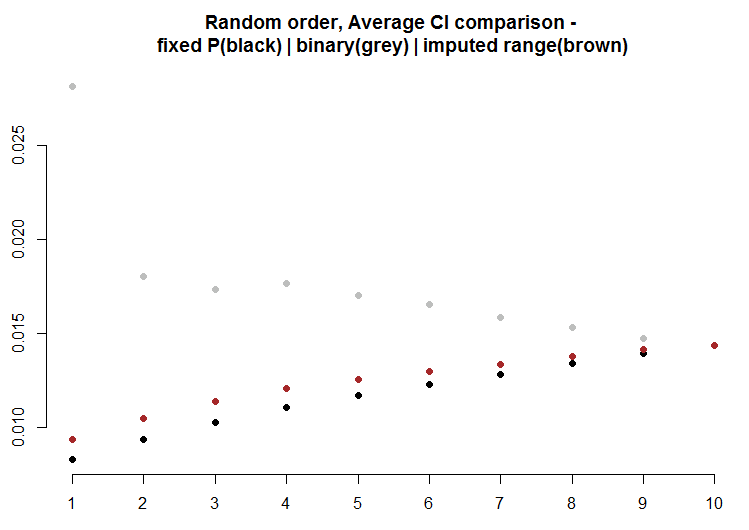 Random order, Average CI comparison -
fixed P(black) | binary(grey) | imputed range(brown)
0.025
0.020
0.015
0.010
1 2 3 4 5 6 7 8 9 10